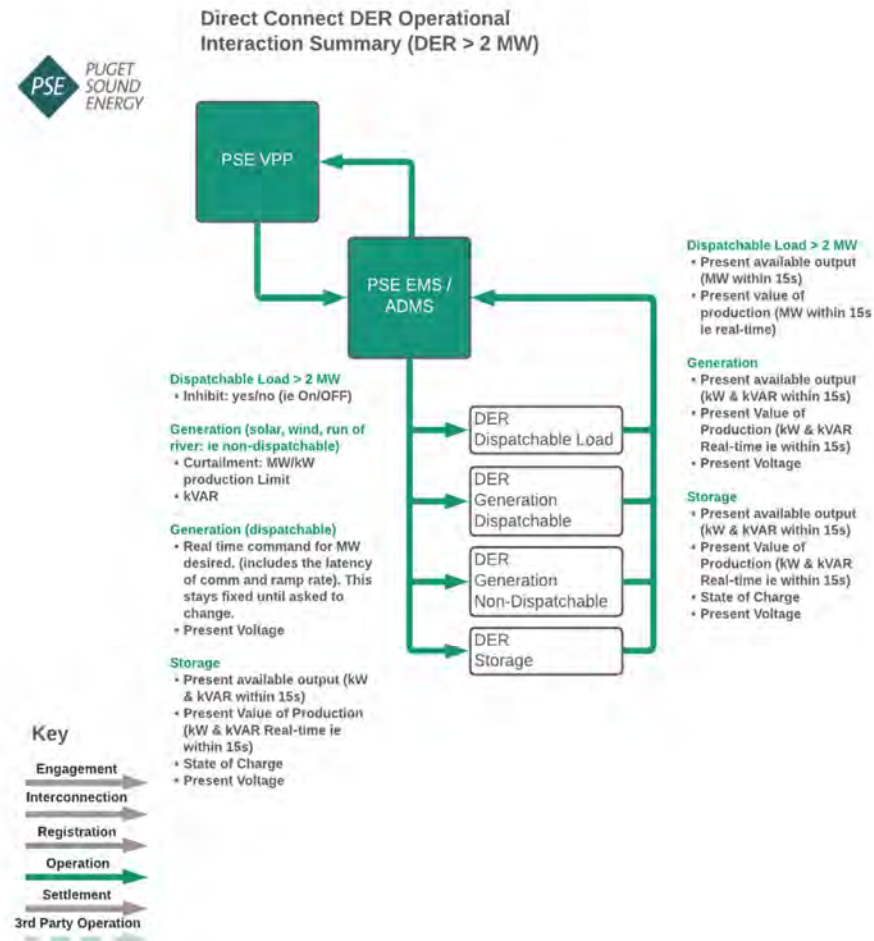 Direct Connect DER Operational
Interaction Summary (DER > 2 MW)
PSE
PUGET
SOUND
ENERGY
PSE VPP
PSE EMS /
ADMS
Dispatchable Load > 2 MW
• Inhibit: yes/no (ie On/OFF)
Generation (solar, wind, run of
river: ie non-dispatchable)
• Curtailment: MW/kW
production Limit
• kVAR
Generation (dispatchable)
• Real time command for MW
desired, (includes the latency
of comm and ramp rate). This
stays fixed until asked to
change.
• Present Voltage
Storage
• Present available output (kW
& kVAR within 15s)
• Present Value of Production
(kW & kVAR Real-time ie
within 15s)
• State of Charge
• Present Voltage
DER
Dispatchable Load
DER
Generation
Dispatchable
DER
Generation
Non-Dispatchable
DER
Storage
Dispatchable Load > 2 MW
• Present available output
(MW within 15s)
• Present value of
production (MW within 15s
ie real-time)
Generation
• Present available output
(kW & kVAR within 15s)
• Present Value of
Production (kW & kVAR
Real-time ie within 15s)
• Present Voltage
Storage
• Present available output
(kW & kVAR within 15s)
• Present Value of
Production (kW & kVAR
Real-time ie within 15s)
• State of Charge
• Present Voltage
Key
Engagement
Interconnection
Registration
Operation
Settlement
3rd Party Operation